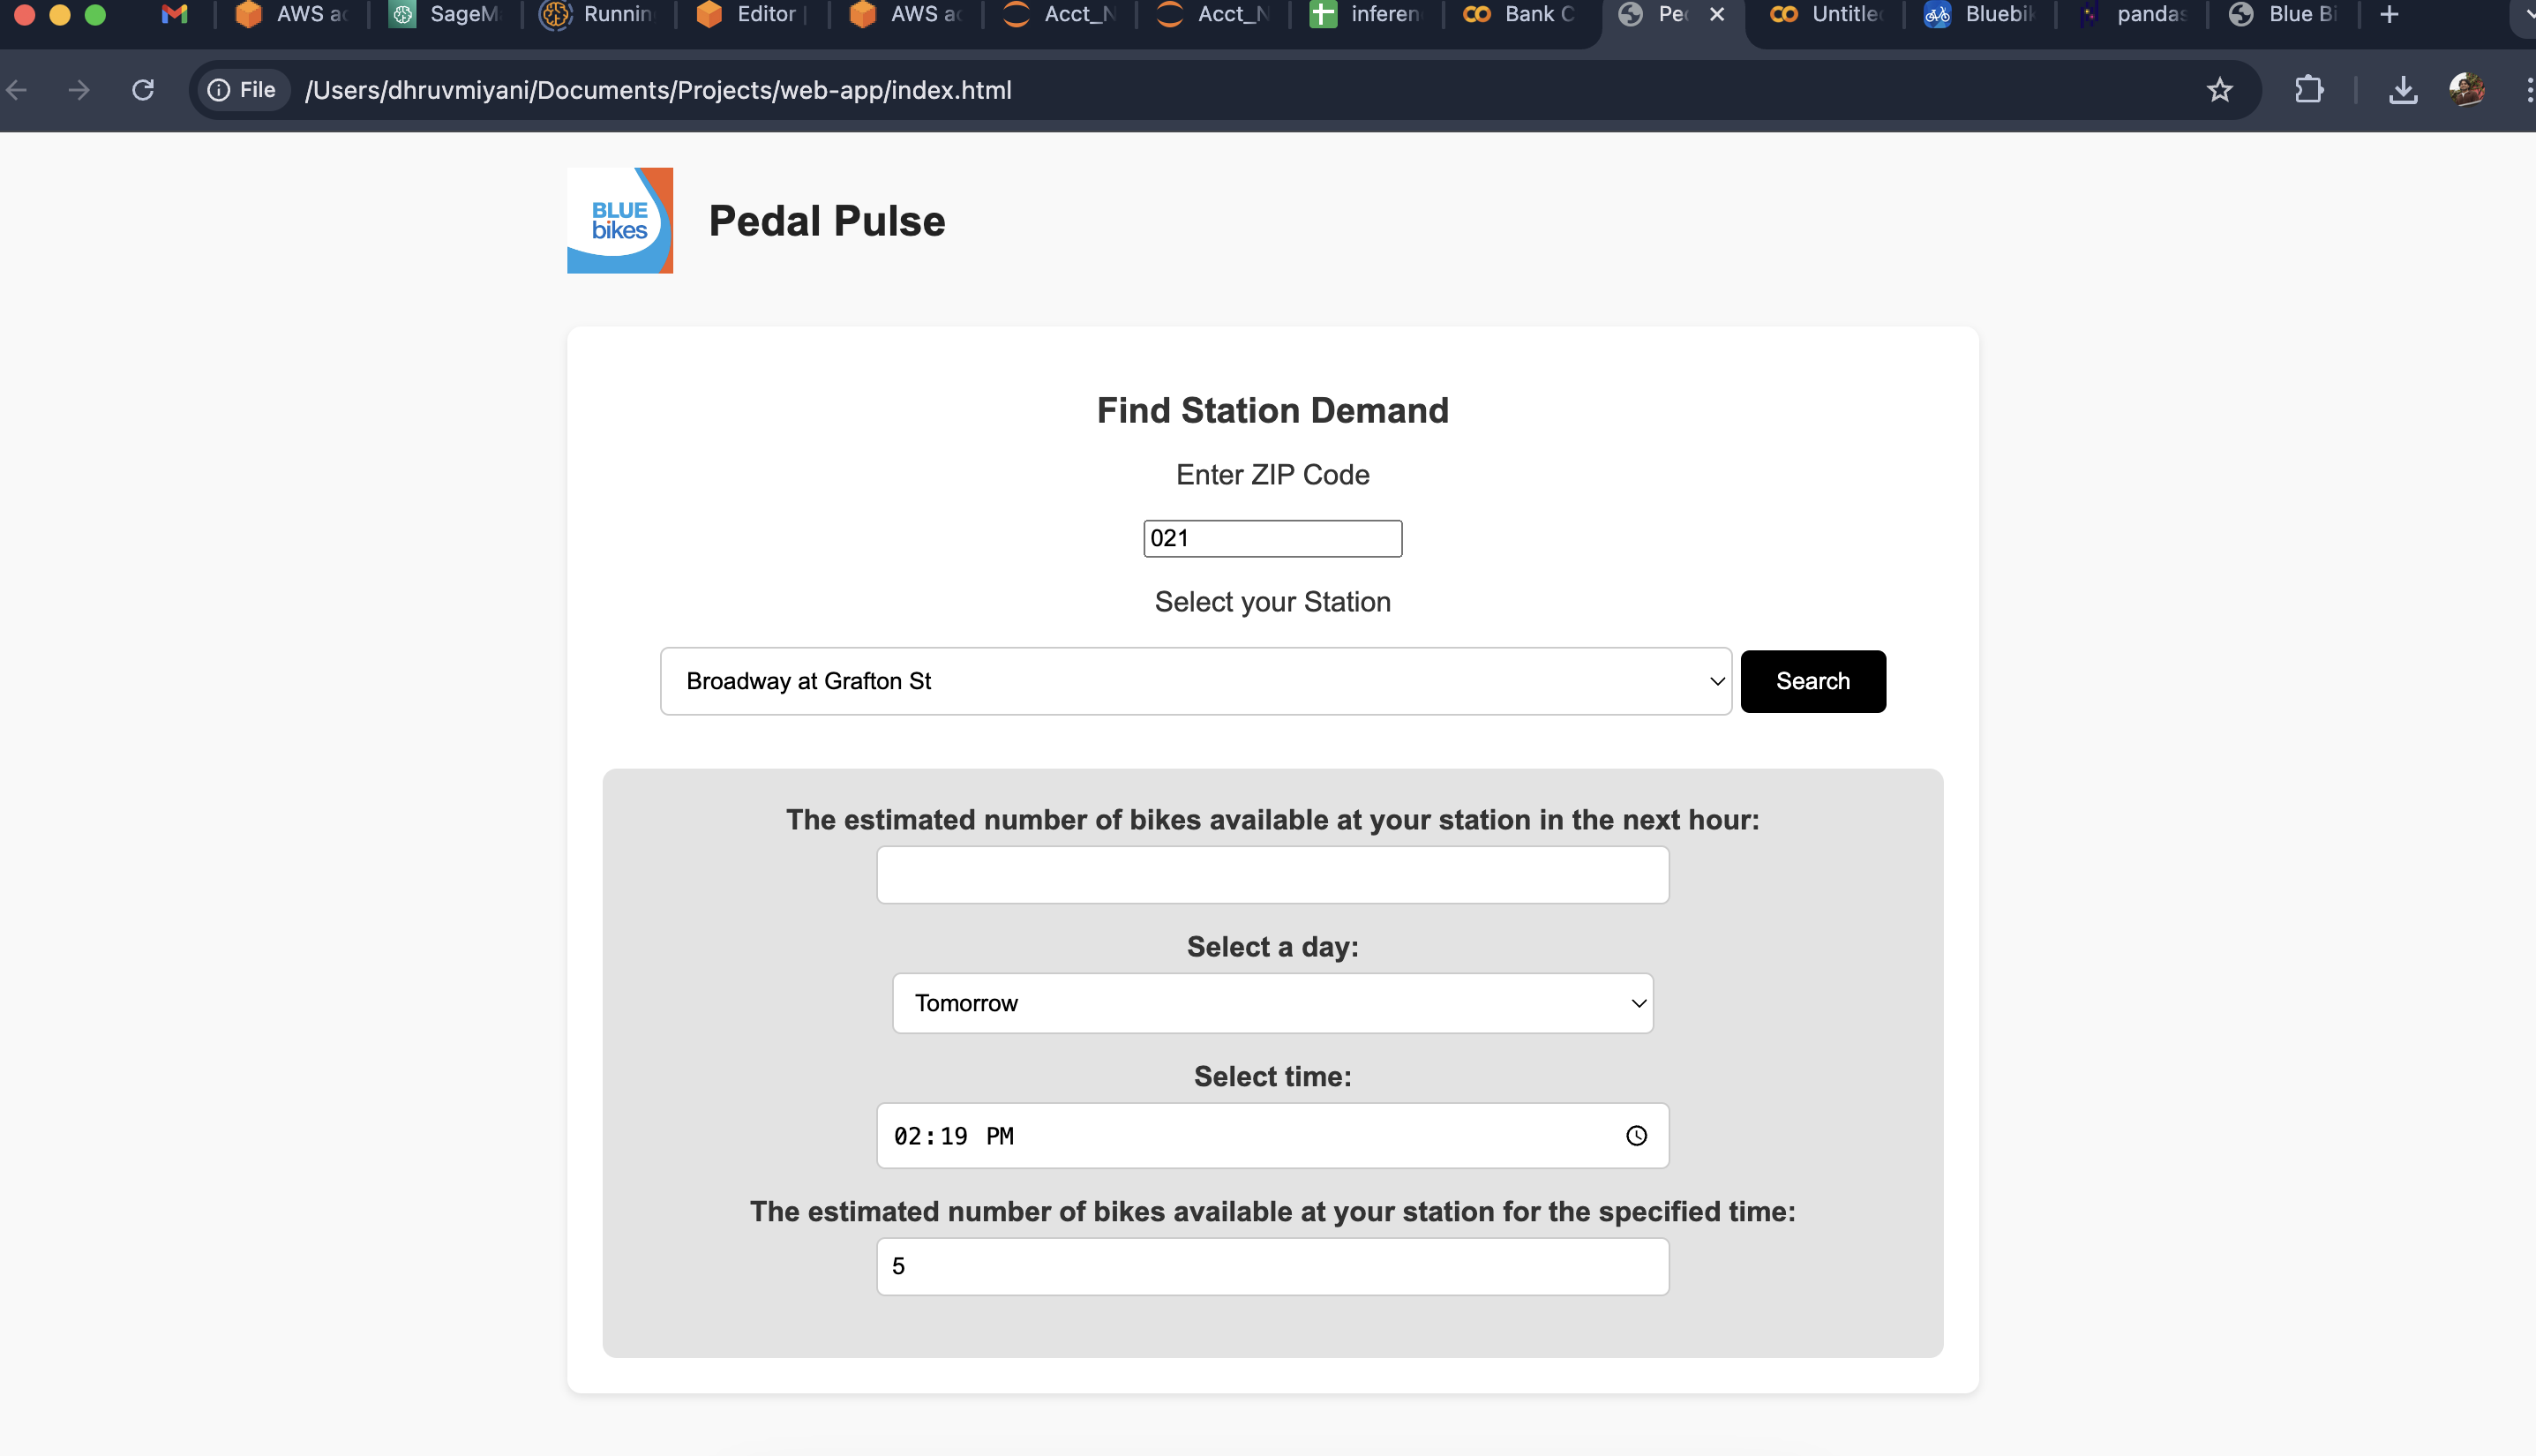 AWS SageM Runnin Editor AWS Acct_N Acct_N inferen Bank C Untitled Bluebik pandas Blue Bi
File /Users/dhruvmiyani/Documents/Projects/web-app/index.html
BLUE
bikes
Pedal Pulse
Find Station Demand
Enter ZIP Code
021
Select your Station
Broadway at Grafton St
Search
The estimated number of bikes available at your station in the next hour:
Select a day:
Tomorrow
Select time:
02:19 PM
The estimated number of bikes available at your station for the specified time:
5